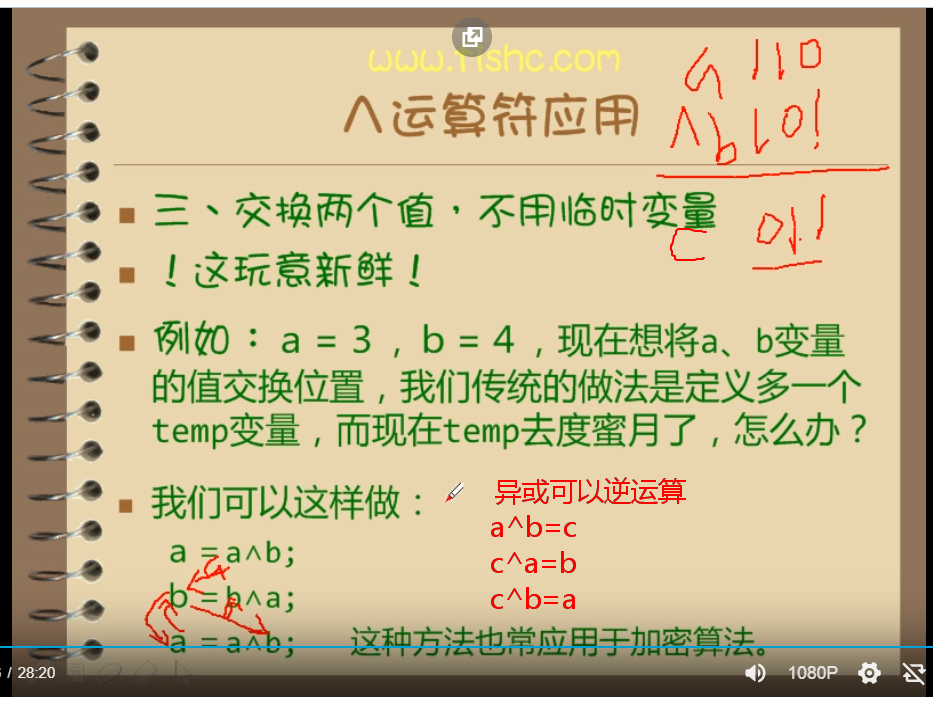 ∧运算符应用
a 110
^b 101
c 011
三、交换两个值，不用临时变量
！这玩意新鲜！
例如：a = 3，b = 4，现在想将a、b变量
的值交换位置，我们传统的做法是定义多一个
temp变量，而现在temp去度蜜月了，怎么办？
我们可以这样做：
a = a∧b;
b = b∧a;
a = a∧b;
异或可以逆运算
a^b=c
c^a=b
c^b=a
这种方法也常应用于加密算法。
/ 28:20
1080P